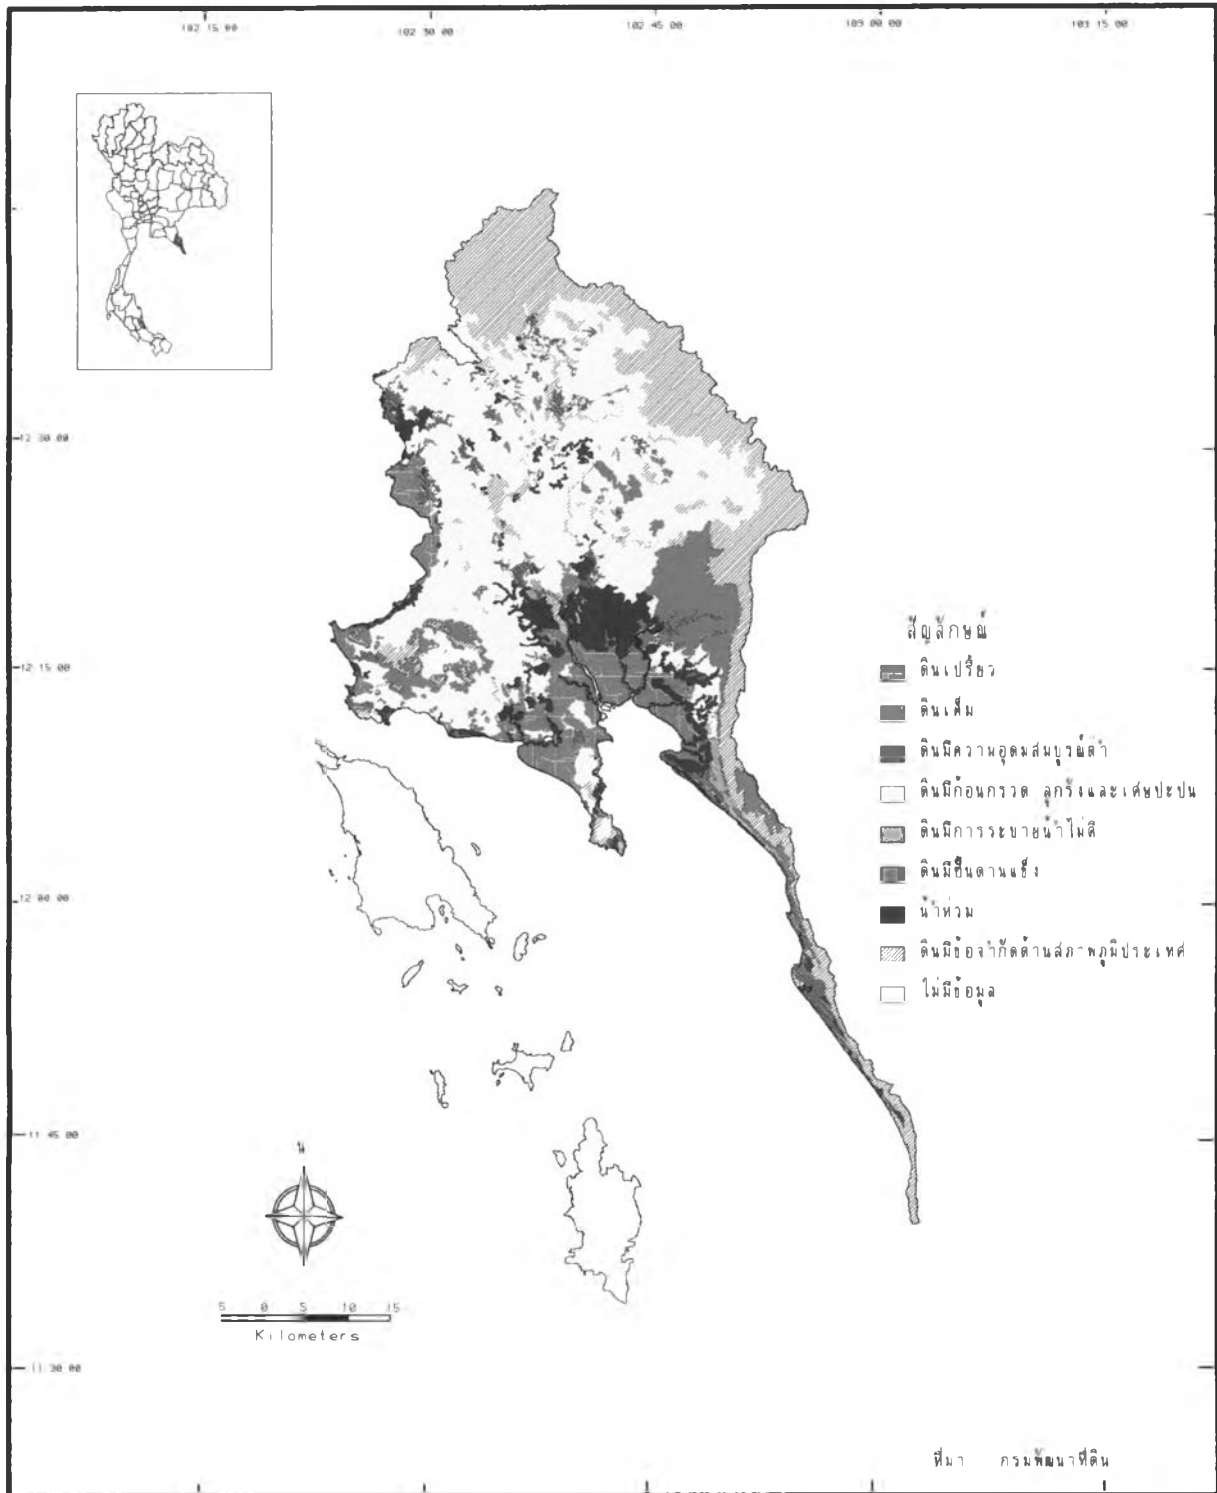 102 15 00
102 30 00
102 45 00
103 00 00
103 15 00
12 30 00
12 15 00
12 00 00
11 45 00
11 30 00
สัญลักษณ์
ดินเปรี้ยว
ดินเค็ม
ดินมีความอุดมสมบูรณ์ต่ำ
ดินมีก้อนกรวด ลูกรังและเศษปะปน
ดินมีการระบายน้ำไม่ดี
ดินมีชั้นดานแข็ง
น้ำท่วม
ดินมีข้อจำกัดด้านสภาพภูมิประเทศ
ไม่มีข้อมูล
น
5 0 5 10 15
Kilometers
ที่มา กรมพัฒนาที่ดิน